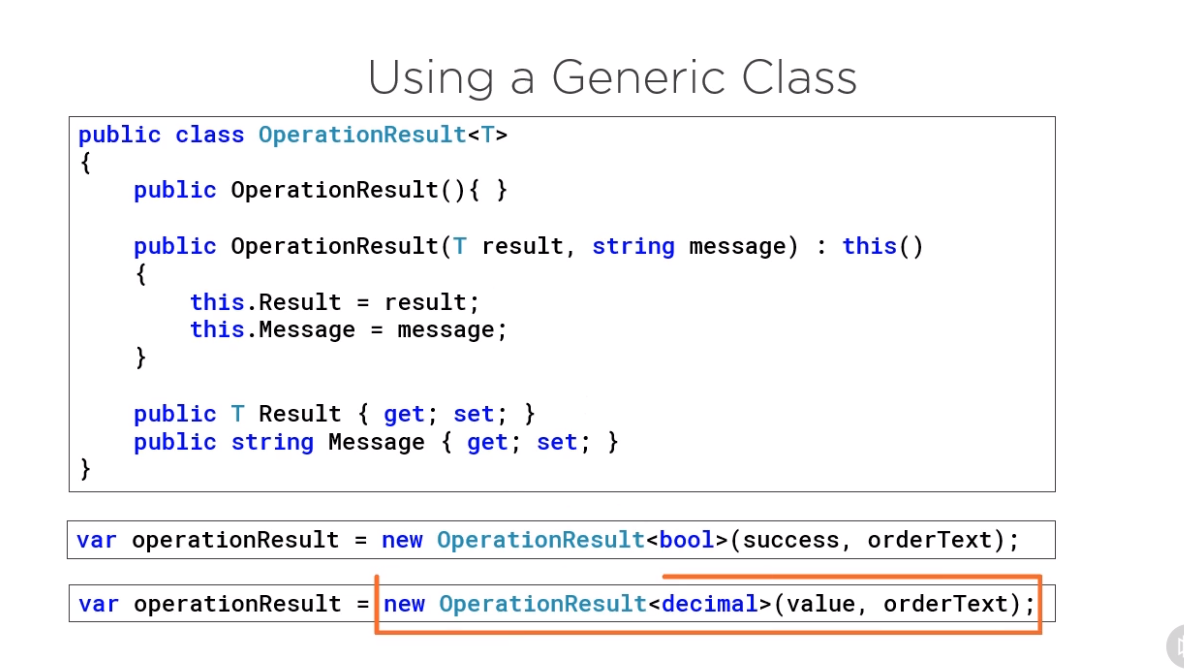 Using a Generic Class
public class OperationResult<T>
{
public OperationResult(){ }
public OperationResult(T result, string message) : this()
{
this.Result = result;
this.Message = message;
}
public T Result { get; set; }
public string Message { get; set; }
}
var operationResult = new OperationResult<bool>(success, orderText);
var operationResult = new OperationResult<decimal>(value, orderText);